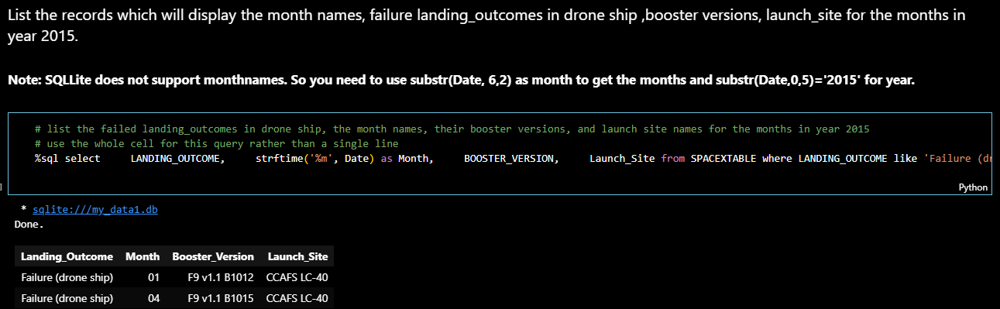 List the records which will display the month names, failure landing_outcomes in drone ship ,booster versions, launch_site for the months in
year 2015.
Note: SQLLite does not support monthnames. So you need to use substr(Date, 6,2) as month to get the months and substr(Date,0,5)='2015' for year.
# list the failed landing_outcomes in drone ship, the month names, their booster versions, and launch site names for the months in year 2015
# use the whole cell for this query rather than a single line
%sql select     LANDING_OUTCOME,     strftime('%m', Date) as Month,     BOOSTER_VERSION,     Launch_Site from SPACEXTABLE where LANDING_OUTCOME like 'Failure (dr
]
Python
* sqlite:///my_data1.db
Done.
Landing_Outcome Month Booster_Version Launch_Site
Failure (drone ship) 01 F9 v1.1 B1012 CCAFS LC-40
Failure (drone ship) 04 F9 v1.1 B1015 CCAFS LC-40